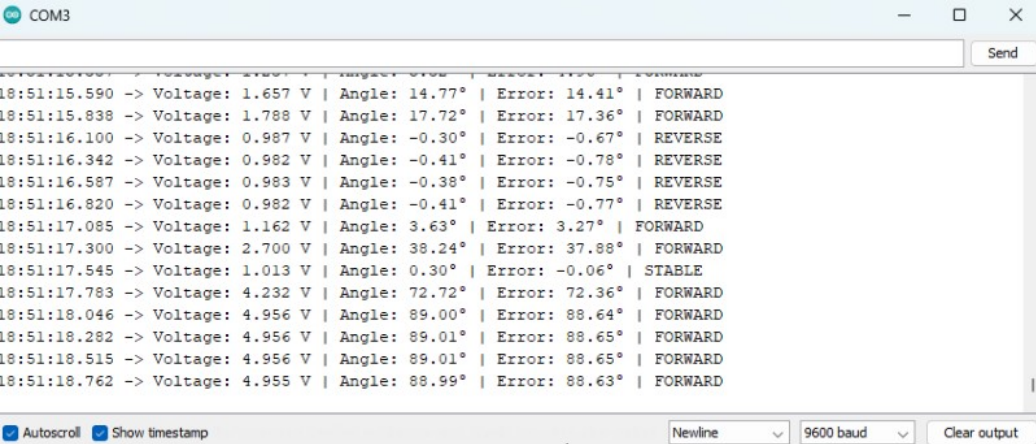 COM3
Send
18:51:15.590 -> Voltage: 1.657 V | Angle: 14.77° | Error: 14.41° | FORWARD
18:51:15.838 -> Voltage: 1.788 V | Angle: 17.72° | Error: 17.36° | FORWARD
18:51:16.100 -> Voltage: 0.987 V | Angle: -0.30° | Error: -0.67° | REVERSE
18:51:16.342 -> Voltage: 0.982 V | Angle: -0.41° | Error: -0.78° | REVERSE
18:51:16.587 -> Voltage: 0.983 V | Angle: -0.38° | Error: -0.75° | REVERSE
18:51:16.820 -> Voltage: 0.982 V | Angle: -0.41° | Error: -0.77° | REVERSE
18:51:17.085 -> Voltage: 1.162 V | Angle: 3.63° | Error: 3.27° | FORWARD
18:51:17.300 -> Voltage: 2.700 V | Angle: 38.24° | Error: 37.88° | FORWARD
18:51:17.545 -> Voltage: 1.013 V | Angle: 0.30° | Error: -0.06° | STABLE
18:51:17.783 -> Voltage: 4.232 V | Angle: 72.72° | Error: 72.36° | FORWARD
18:51:18.046 -> Voltage: 4.956 V | Angle: 89.00° | Error: 88.64° | FORWARD
18:51:18.282 -> Voltage: 4.956 V | Angle: 89.01° | Error: 88.65° | FORWARD
18:51:18.515 -> Voltage: 4.956 V | Angle: 89.01° | Error: 88.65° | FORWARD
18:51:18.762 -> Voltage: 4.955 V | Angle: 88.99° | Error: 88.63° | FORWARD
Autoscroll Show timestamp Newline 9600 baud Clear output